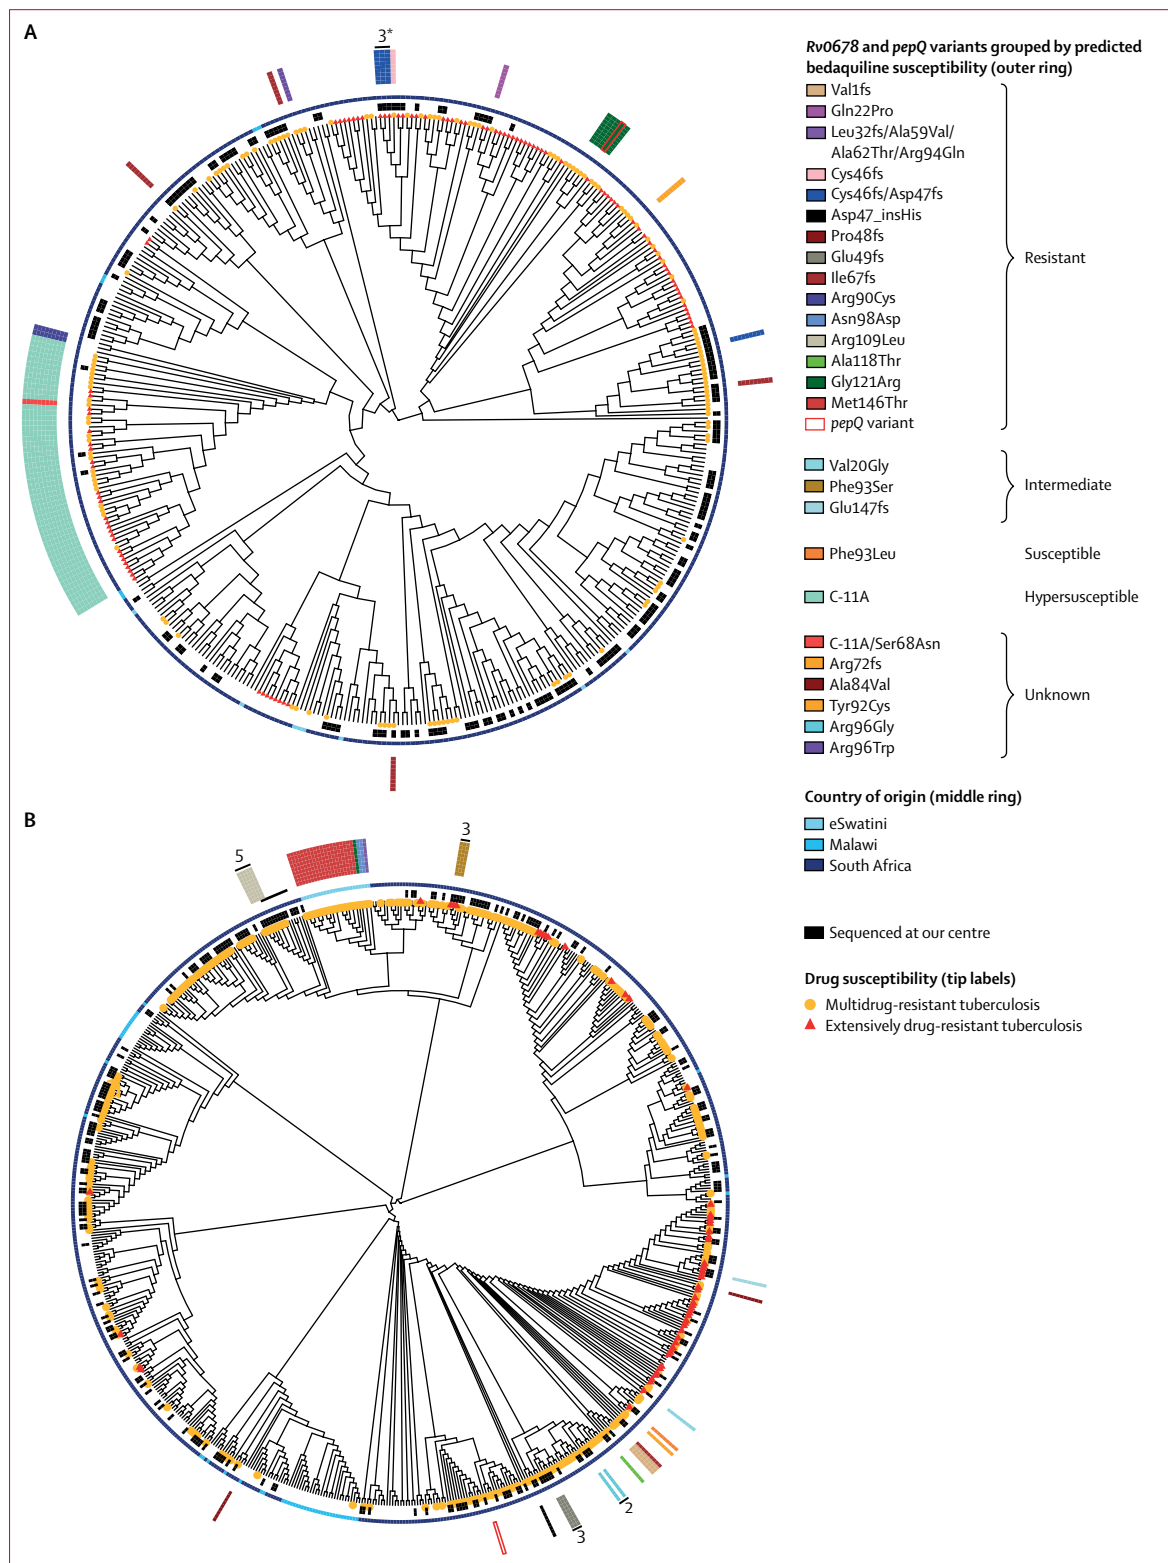 A
3*
Rv0678 and pepQ variants grouped by predicted
bedaquiline susceptibility (outer ring)
Val1fs
Gln22Pro
Leu32fs/Ala59Val/
Ala62Thr/Arg94Gln
Cys46fs
Cys46fs/Asp47fs
Asp47_insHis
Pro48fs
Glu49fs
Ile67fs
Arg90Cys
Asn98Asp
Arg109Leu
Ala118Thr
Gly121Arg
Met146Thr
pepQ variant
Resistant
Val20Gly
Phe93Ser
Glu147fs
Intermediate
Phe93Leu
Susceptible
C-11A
Hypersusceptible
C-11A/Ser68Asn
Arg72fs
Ala84Val
Tyr92Cys
Arg96Gly
Arg96Trp
Unknown
Country of origin (middle ring)
eSwatini
Malawi
South Africa
Sequenced at our centre
Drug susceptibility (tip labels)
Multidrug-resistant tuberculosis
Extensively drug-resistant tuberculosis
B
5
3
2
3